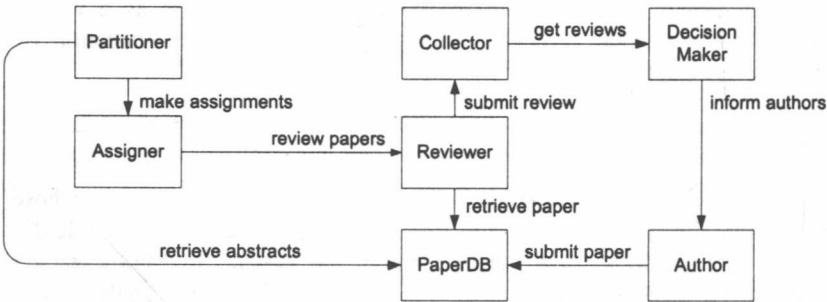 Partitioner
Collector
get reviews
Decision
Maker
make assignments
submit review
inform authors
Assigner
review papers
Reviewer
retrieve paper
retrieve abstracts
PaperDB
submit paper
Author